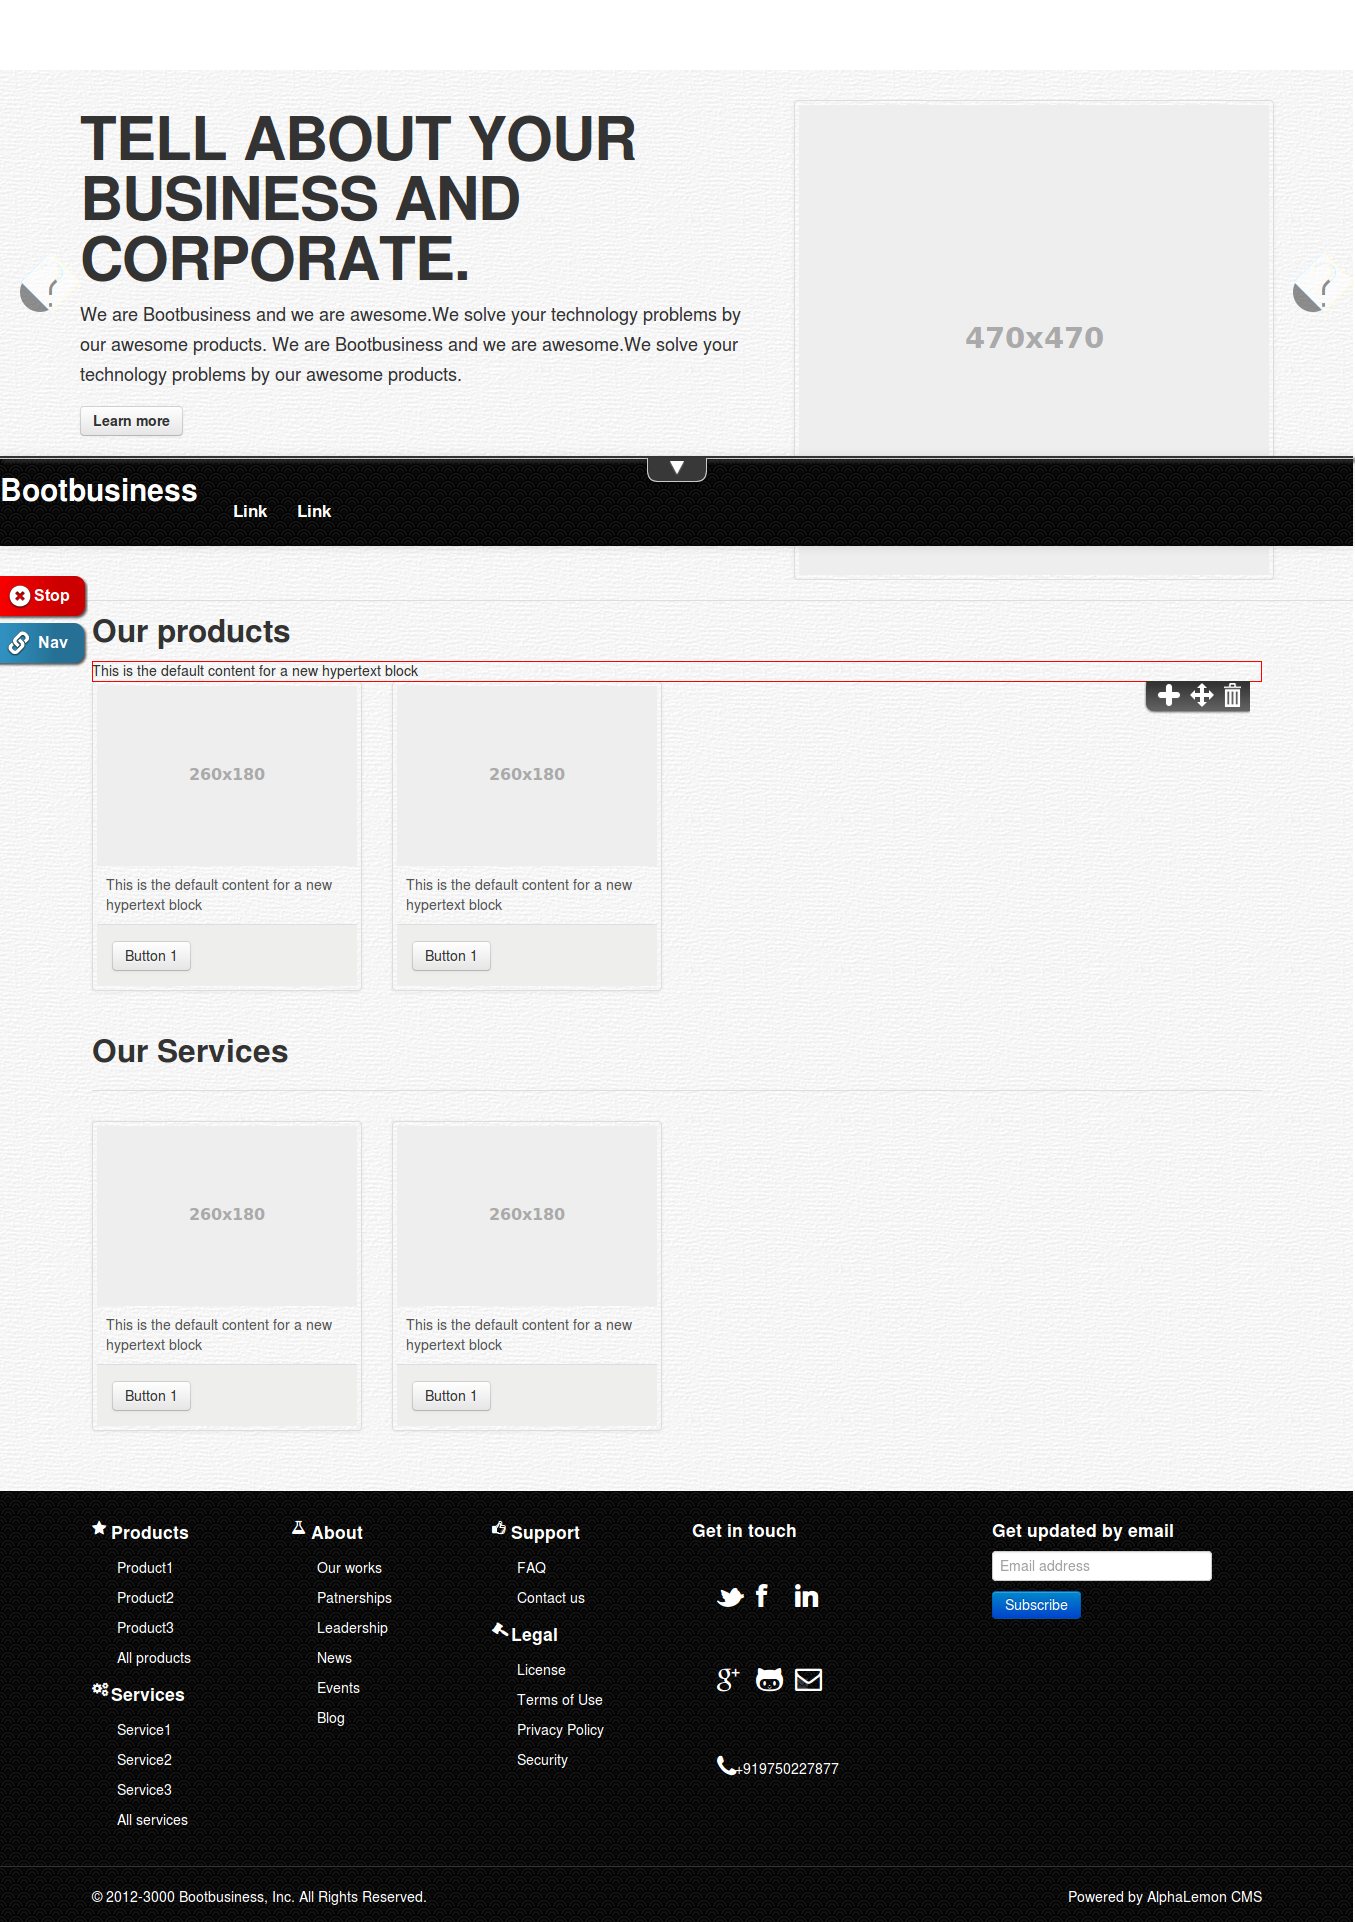 TELL ABOUT YOUR
BUSINESS AND
CORPORATE.
We are Bootbusiness and we are awesome.We solve your technology problems by
our awesome products. We are Bootbusiness and we are awesome.We solve your
technology problems by our awesome products.
Learn more
470x470
Bootbusiness
Link
Link
Stop
Nav
Our products
This is the default content for a new hypertext block
260x180
260x180
This is the default content for a new
hypertext block
This is the default content for a new
hypertext block
Button 1
Button 1
Our Services
260x180
260x180
This is the default content for a new
hypertext block
This is the default content for a new
hypertext block
Button 1
Button 1
Products
Product1
Product2
Product3
All products
Services
Service1
Service2
Service3
All services
About
Our works
Patnerships
Leadership
News
Events
Blog
Support
FAQ
Contact us
Legal
License
Terms of Use
Privacy Policy
Security
Get in touch
+919750227877
Get updated by email
Email address
Subscribe
© 2012-3000 Bootbusiness, Inc. All Rights Reserved.
Powered by AlphaLemon CMS